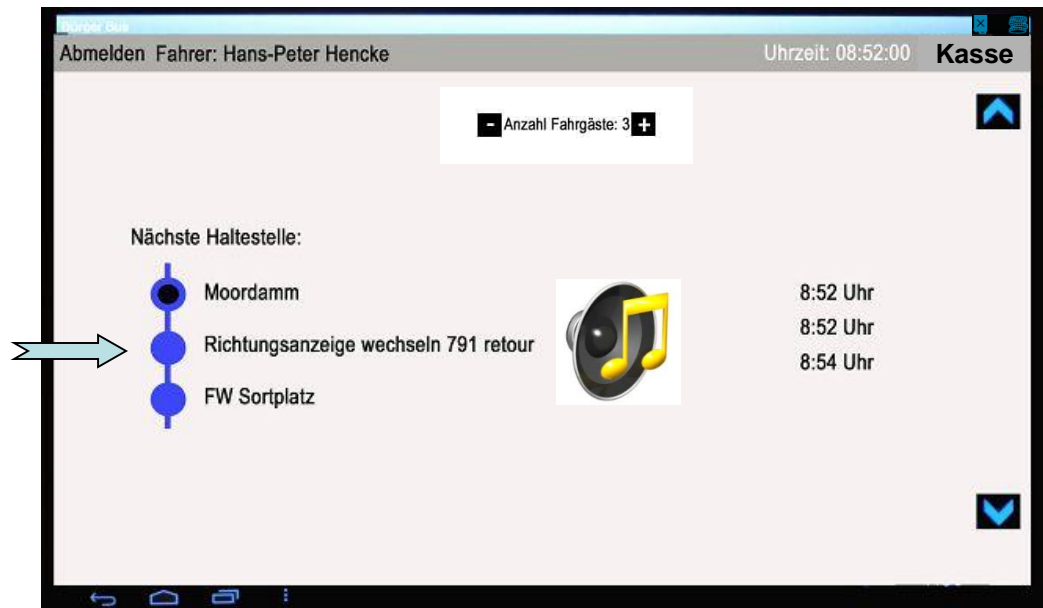 Bürger Bus
Abmelden Fahrer: Hans-Peter Hencke Uhrzeit: 08:52:00 Kasse
- Anzahl Fahrgäste: 3 +
Nächste Haltestelle:
Moordamm 8:52 Uhr
Richtungsanzeige wechseln 791 retour 8:52 Uhr
FW Sortplatz 8:54 Uhr